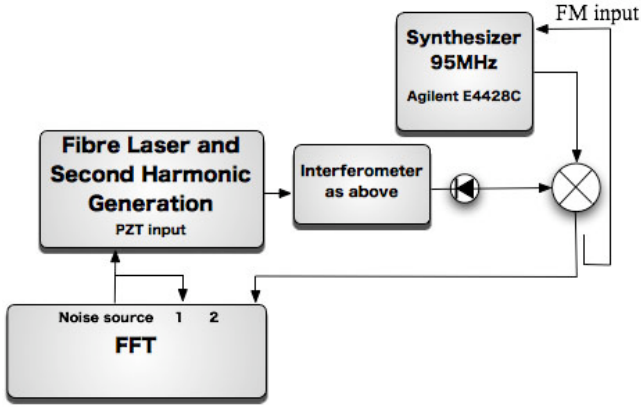 FM input
Synthesizer
95MHz
Agilent E4428C
Fibre Laser and
Second Harmonic
Generation
PZT input
Interferometer
as above
Noise source 1 2
FFT